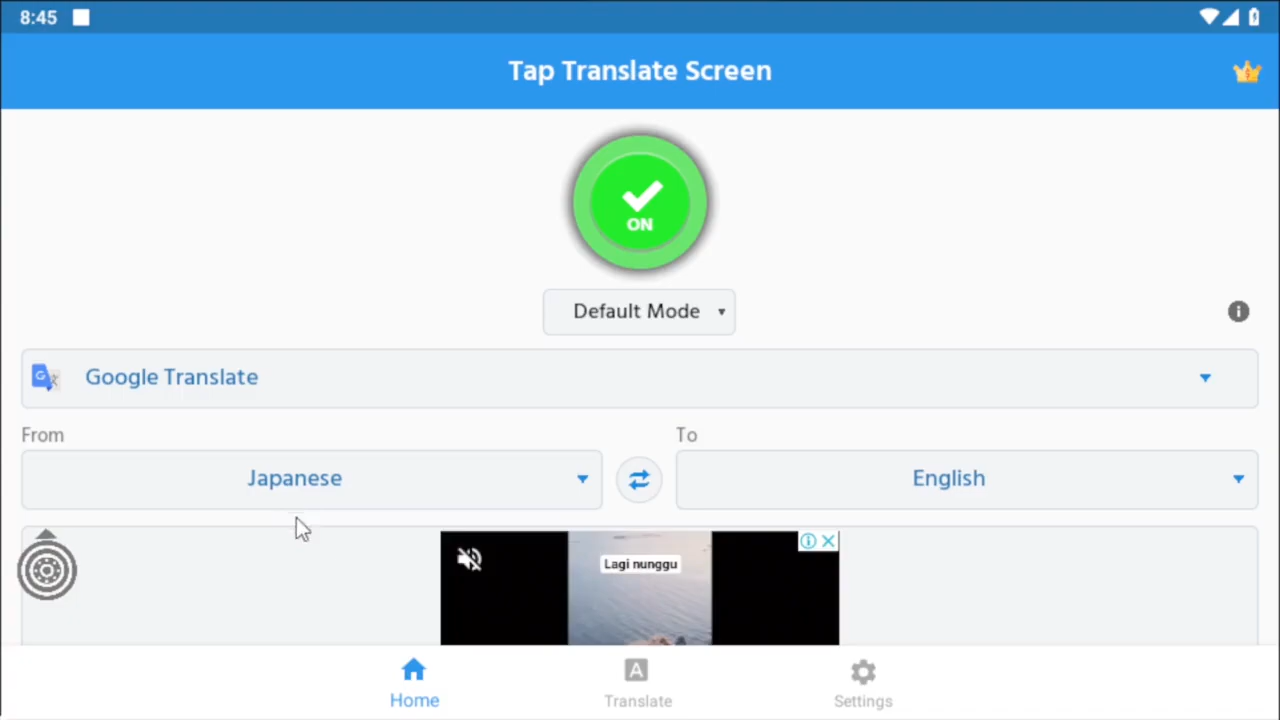 8:45
Tap Translate Screen
ON
Default Mode
Google Translate
From
To
Japanese
English
Lagi nunggu
Home
A
Translate
Settings